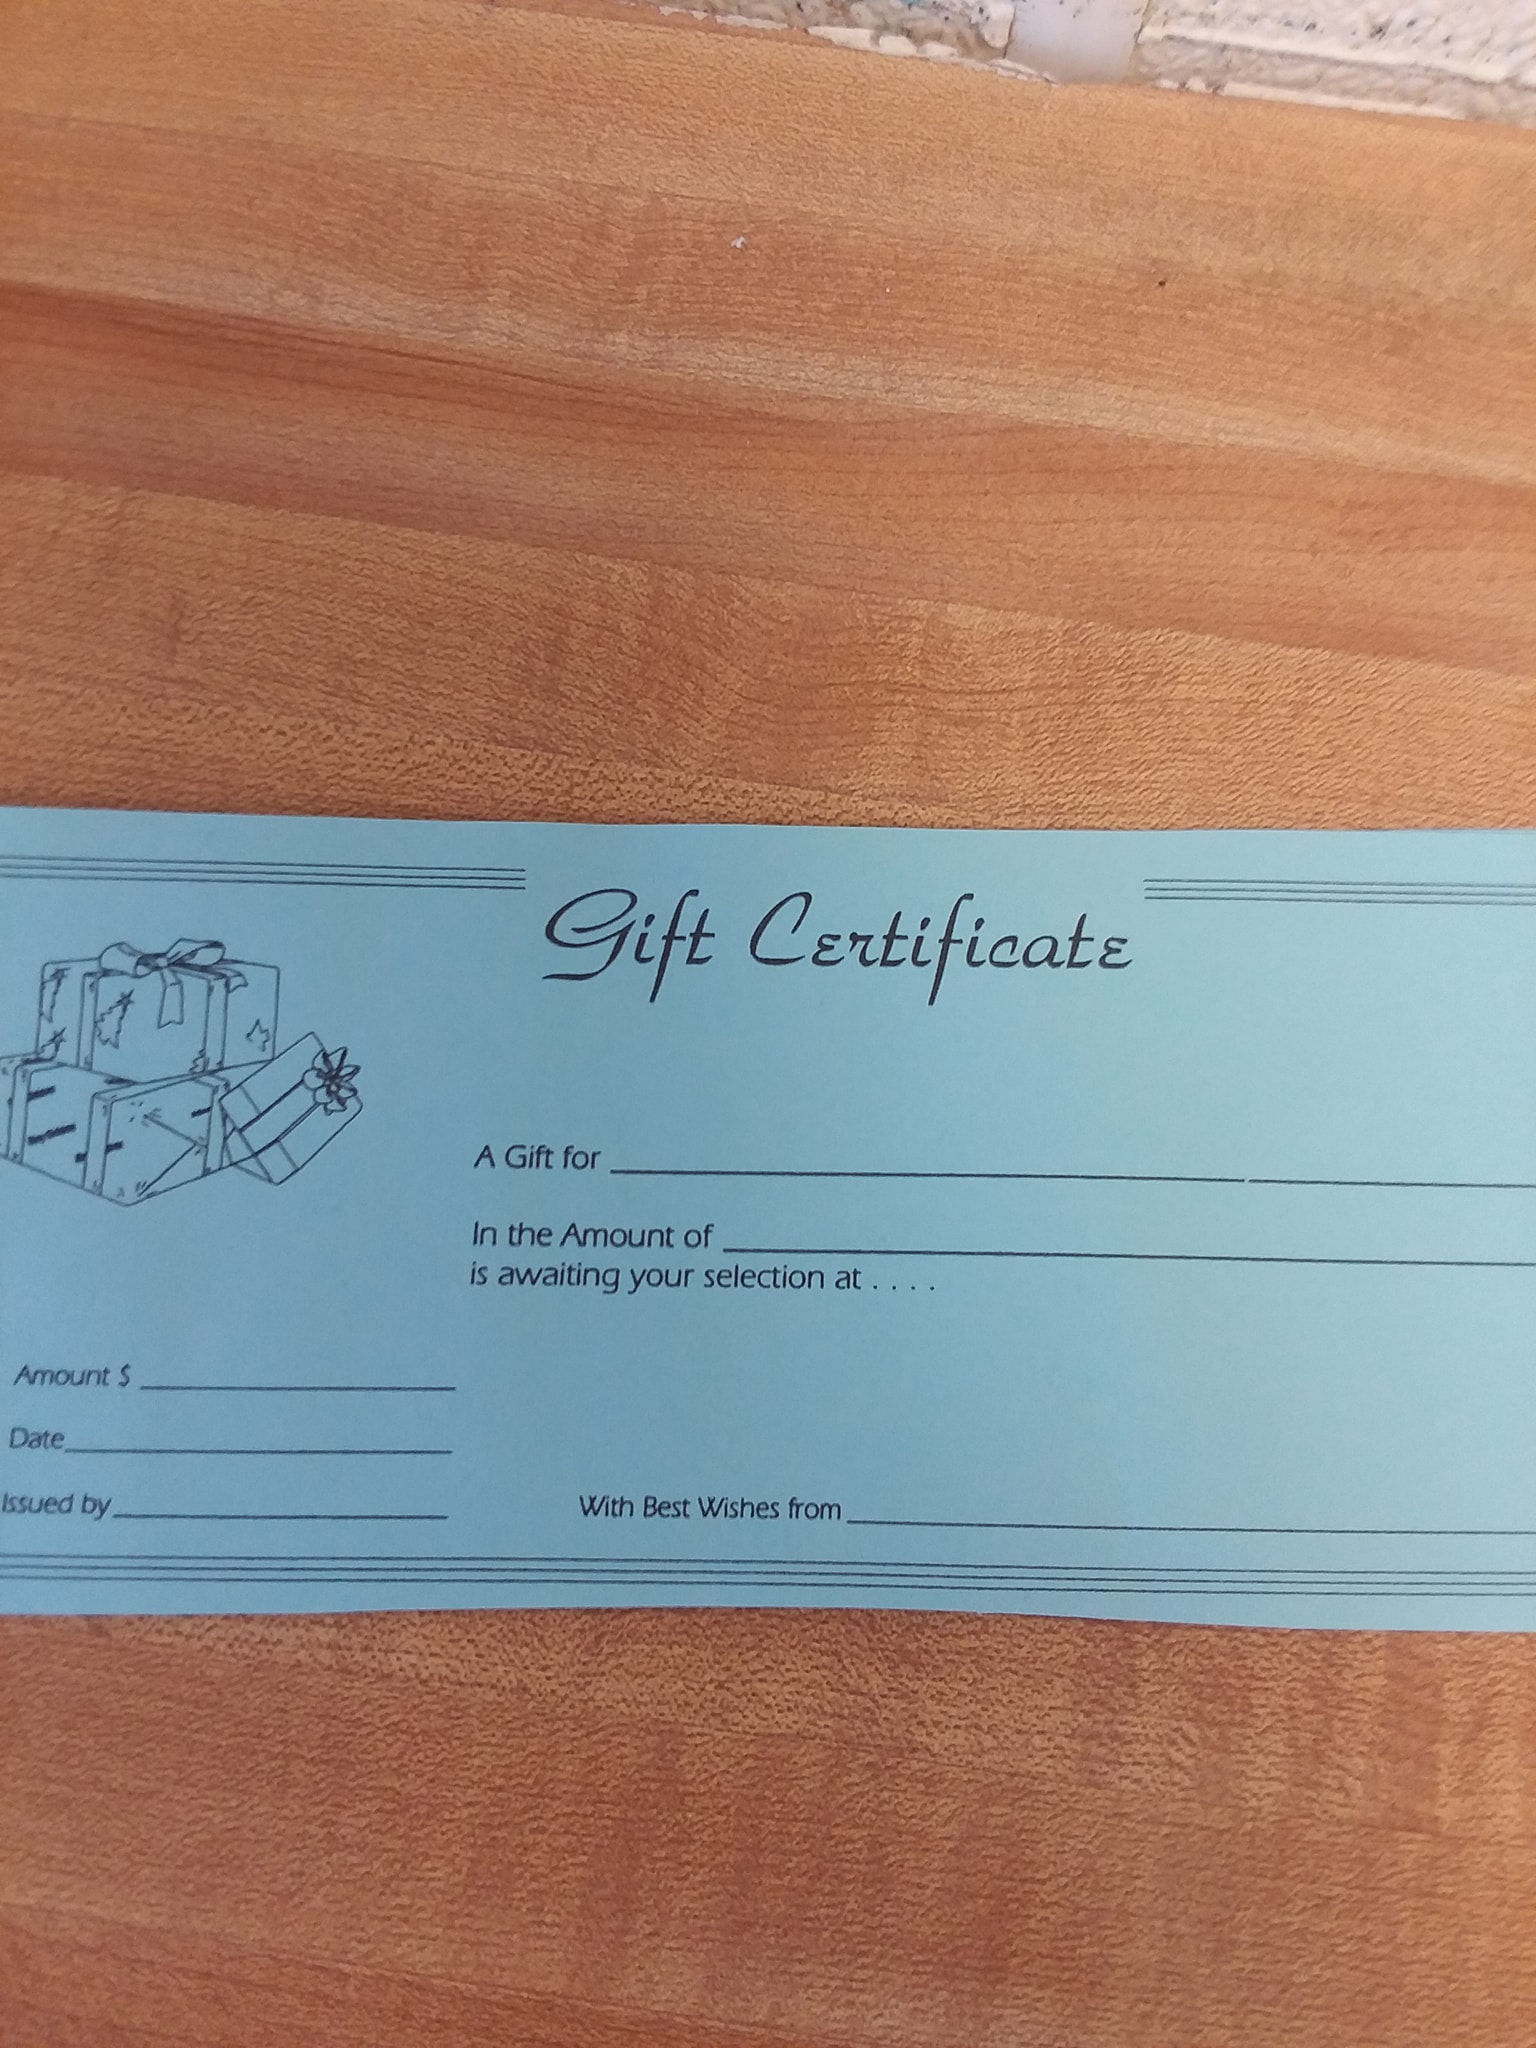 Gift Certificate
A Gift for
In the Amount of
is awaiting your selection at . . . .
Amount $
Date
Issued by
With Best Wishes from